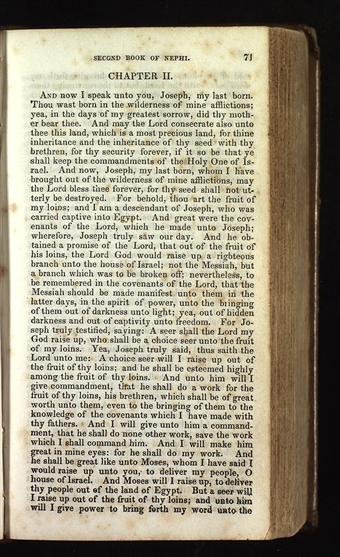 SECOND BOOK OF NEPHI. 71
CHAPTER II.
AND now I speak unto you, Joseph, my last born.
Thou wast born in the wilderness of mine afflictions;
yea, in the days of my greatest sorrow, did thy moth-
er bear thee. And may the Lord consecrate also unto
thee this land, which is a most precious land, for thine
inheritance and the inheritance of thy seed with thy
brethren, for thy security forever, if it so be that ye
shall keep the commandments of the Holy One of Is-
rael. And now, Joseph, my last born, whom I have
brought out of the wilderness of mine afflictions, may
the Lord bless thee forever, for thy seed shall not ut-
terly be destroyed. For behold, thou art the fruit of
my loins; and I am a descendant of Joseph, who was
carried captive into Egypt. And great were the cov-
enants of the Lord, which he made unto Joseph;
wherefore, Joseph truly saw our day. And he ob-
tained a promise of the Lord, that out of the fruit of
his loins, the Lord God would raise up a righteous
branch unto the house of Israel; not the Messiah, but
a branch which was to be broken off; nevertheless, to
be remembered in the covenants of the Lord, that the
Messiah should be made manifest unto them in the
latter days, in the spirit of power, unto the bringing
of them out of darkness unto light; yea, out of hidden
darkness and out of captivity unto freedom. For Jo-
seph truly testified, saying: A seer shall the Lord my
God raise up, who shall be a choice seer unto the fruit
of my loins. Yea, Joseph truly said, thus saith the
Lord unto me: A choice seer will I raise up out of
the fruit of thy loins; and he shall be esteemed highly
among the fruit of thy loins. And unto him will I
give commandment, that he shall do a work for the
fruit of thy loins, his brethren, which shall be of great
worth unto them, even to the bringing of them to the
knowledge of the covenants which I have made with
thy fathers. And I will give unto him a command-
ment, that he shall do none other work, save the work
which I shall command him. And I will make him
great in mine eyes: for he shall do my work. And
he shall be great like unto Moses, whom I have said I
would raise up unto you, to deliver my people, O
house of Israel. And Moses will I raise up, to deliver
thy people out of the land of Egypt. But a seer will
I raise up out of the fruit of thy loins; and unto him
will I give power to bring forth my word unto the